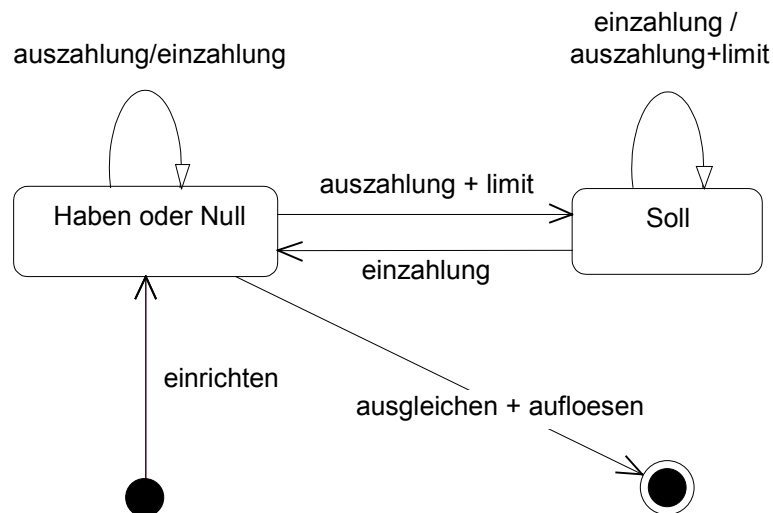 einzahlung /
auszahlung+limit
auszahlung/einzahlung
Haben oder Null
auszahlung + limit
Soll
einzahlung
einrichten
ausgleichen + aufloesen